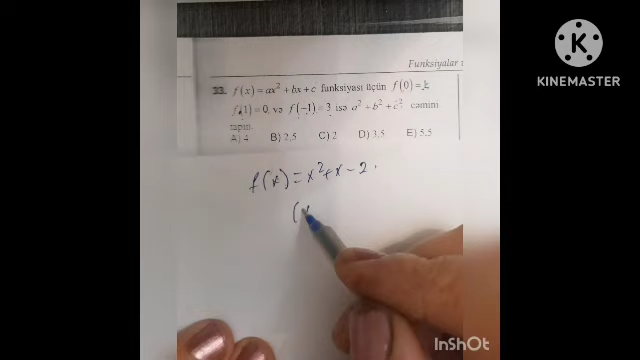 Funksiyalar
KINEMASTER
33. f(x) = ax² + bx + c funksiyası üçün f(0) =
f(1) = 0, və f(−1) = 3 isə a² + b² + c² cəmini
tapın.
A) 4 B) 2,5 C) 2 D) 3,5 E) 5,5
f(x) = x² + x − 2.
(x
InShOt